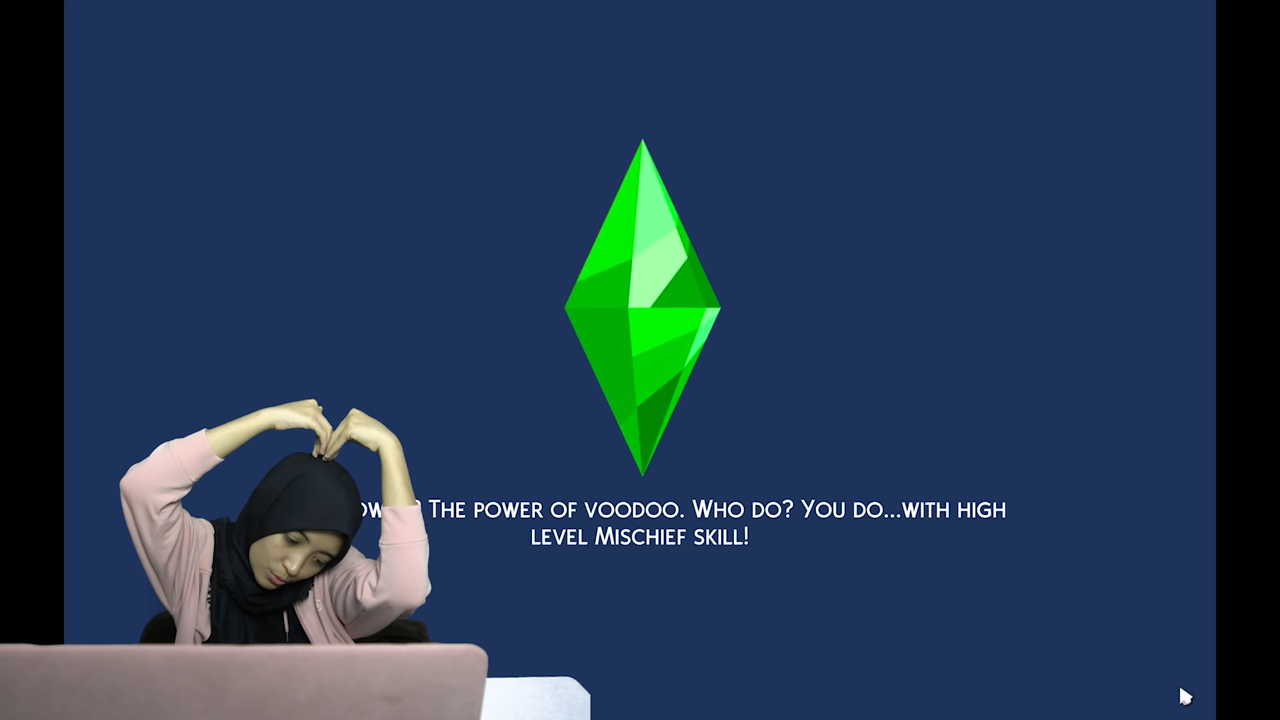 The power of voodoo. Who do? You do...with high
level Mischief skill!